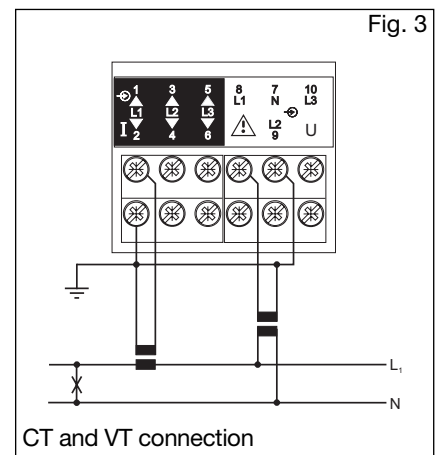 Fig. 3
1 3 5 8 7 10
L1 N L3
L1 L2 L3
I 2 4 6 L2 9 U
L₁
N
CT and VT connection